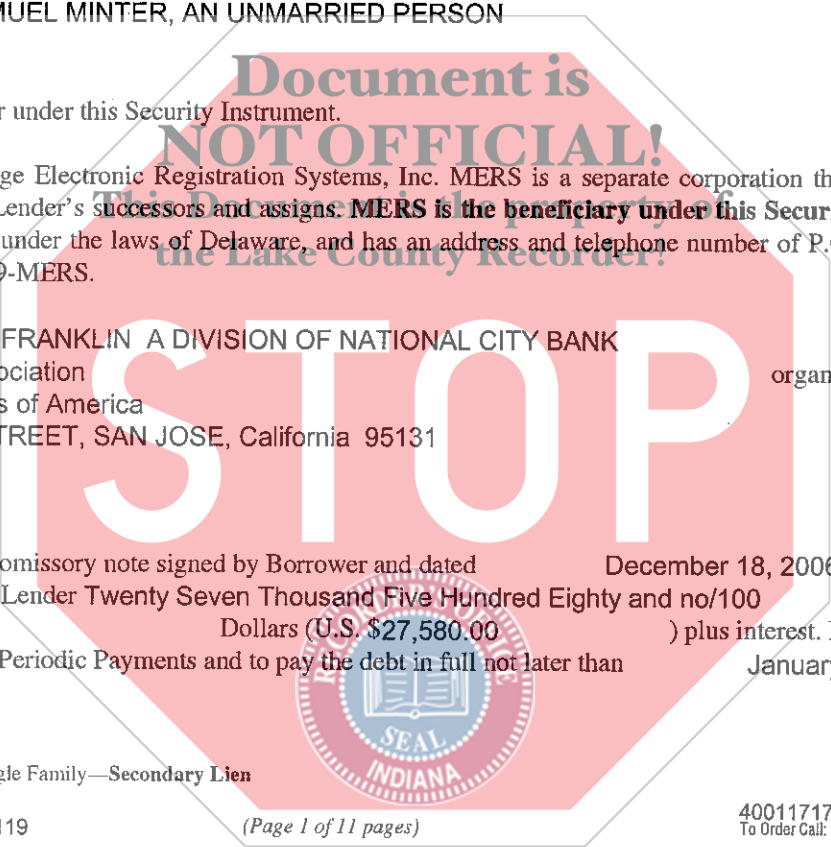 MUEL MINTER, AN UNMARRIED PERSON
Document is
r under this Security Instrument.
NOT OFFICIAL!
ge Electronic Registration Systems, Inc. MERS is a separate corporation th
This Document is the property of
Lender's successors and assigns. MERS is the beneficiary under this Securi
under the laws of Delaware, and has an address and telephone number of P.
the Lake County Recorder!
9-MERS.
FRANKLIN A DIVISION OF NATIONAL CITY BANK
ociation organ
s of America
TREET, SAN JOSE, California 95131
STOP
omissory note signed by Borrower and dated December 18, 2006
Lender Twenty Seven Thousand Five Hundred Eighty and no/100
Dollars (U.S. $27,580.00 ) plus interest.
Periodic Payments and to pay the debt in full not later than January
RECORDER'S OFFICE
SEAL
INDIANA
gle Family—Secondary Lien
119 (Page 1 of 11 pages) 40011717
To Order Call: